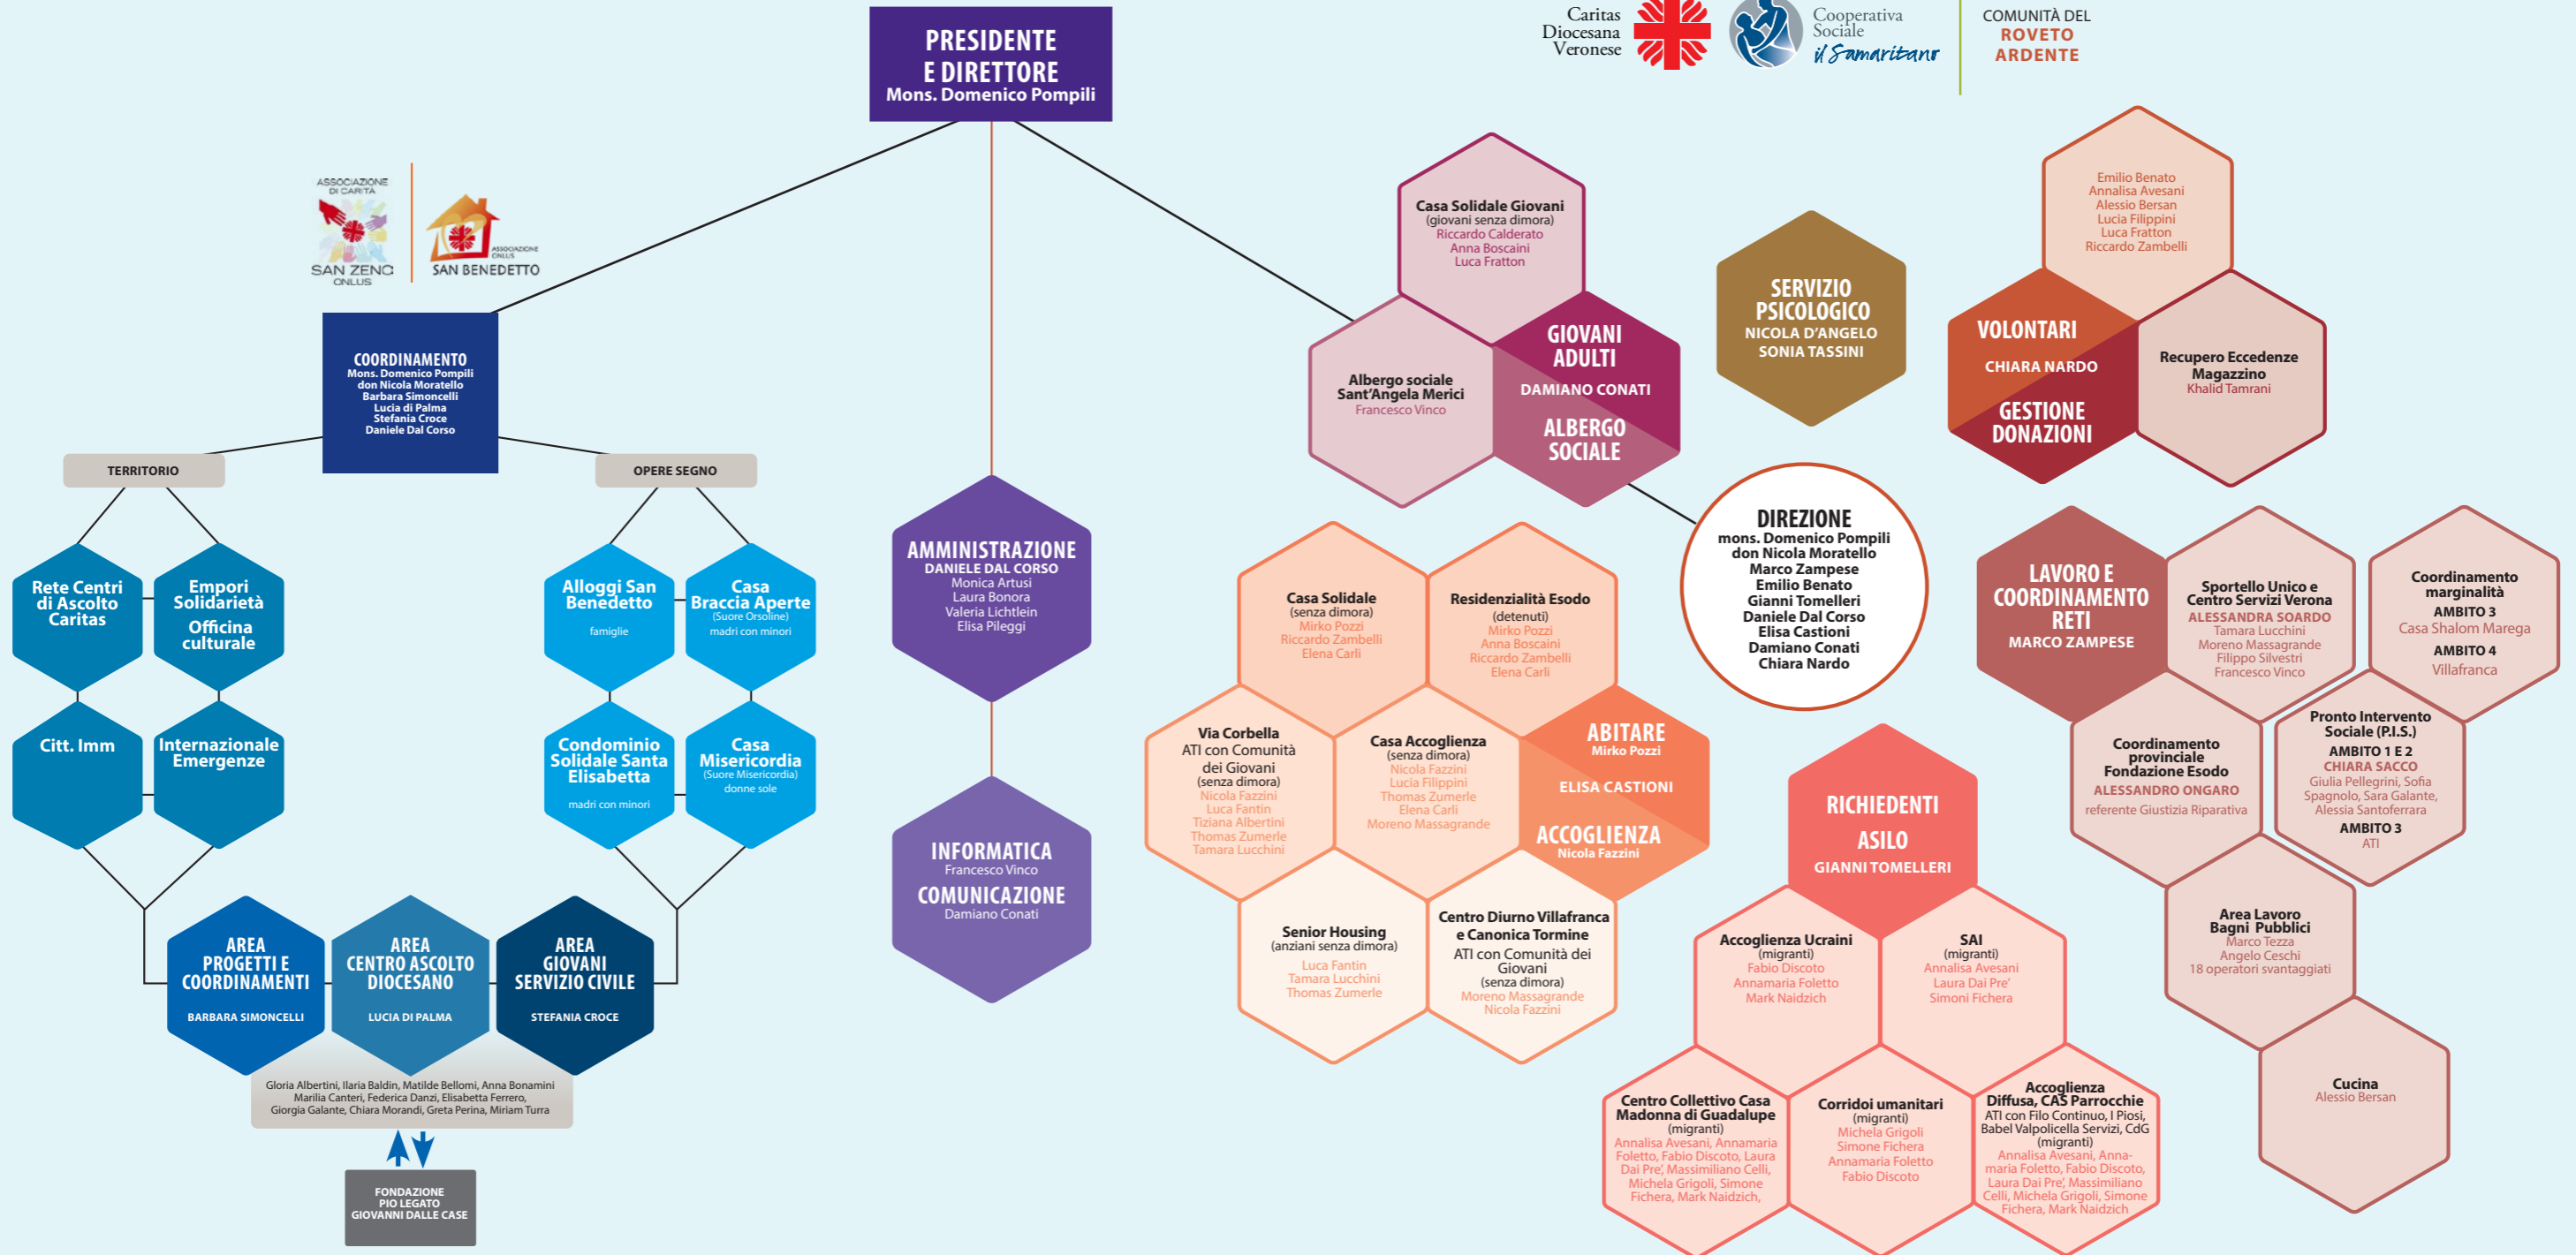 PRESIDENTE
E DIRETTORE
Mons. Domenico Pompili
Caritas
Diocesana
Veronese
Cooperativa
Sociale
il Samaritano
COMUNITÀ DEL
ROVETO
ARDENTE
ASSOCIAZIONE
DI CARITÀ
SAN ZENO
ONLUS
ASSOCIAZIONE
ONLUS
SAN BENEDETTO
COORDINAMENTO
Mons. Domenico Pompili
don Nicola Moratello
Barbara Simoncelli
Lucia di Palma
Stefania Croce
Daniele Dal Corso
TERRITORIO
OPERE SEGNO
Rete Centri
di Ascolto
Caritas
Empori
Solidarietà
Officina
culturale
Citt. Imm
Internazionale
Emergenze
Alloggi San
Benedetto
famiglie
Casa
Braccia Aperte
(Suore Orsoline)
madri con minori
Condominio
Solidale Santa
Elisabetta
madri con minori
Casa
Misericordia
(Suore Misericordia)
donne sole
AREA
PROGETTI E
COORDINAMENTI
BARBARA SIMONCELLI
AREA
CENTRO ASCOLTO
DIOCESANO
LUCIA DI PALMA
AREA
GIOVANI
SERVIZIO CIVILE
STEFANIA CROCE
Gloria Albertini, Ilaria Baldin, Matilde Bellomi, Anna Bonamini
Marilia Canteri, Federica Danzi, Elisabetta Ferrero,
Giorgia Galante, Chiara Morandi, Greta Perina, Miriam Turra
FONDAZIONE
PIO LEGATO
GIOVANNI DALLE CASE
AMMINISTRAZIONE
DANIELE DAL CORSO
Monica Artusi
Laura Bonora
Valeria Lichtlein
Elisa Pileggi
INFORMATICA
Francesco Vinco
COMUNICAZIONE
Damiano Conati
Casa Solidale Giovani
(giovani senza dimora)
Riccardo Calderato
Anna Boscaini
Luca Fratton
Albergo sociale
Sant'Angela Merici
Francesco Vinco
GIOVANI
ADULTI
DAMIANO CONATI
ALBERGO
SOCIALE
SERVIZIO
PSICOLOGICO
NICOLA D'ANGELO
SONIA TASSINI
Emilio Benato
Annalisa Avesani
Alessio Bersan
Lucia Filippini
Luca Fratton
Riccardo Zambelli
VOLONTARI
CHIARA NARDO
GESTIONE
DONAZIONI
Recupero Eccedenze
Magazzino
Khalid Tamrani
DIREZIONE
mons. Domenico Pompili
don Nicola Moratello
Marco Zampese
Emilio Benato
Gianni Tomelleri
Daniele Dal Corso
Elisa Castioni
Damiano Conati
Chiara Nardo
Casa Solidale
(senza dimora)
Mirko Pozzi
Riccardo Zambelli
Elena Carli
Residenzialità Esodo
(detenuti)
Mirko Pozzi
Anna Boscaini
Riccardo Zambelli
Elena Carli
Via Corbella
ATI con Comunità
dei Giovani
(senza dimora)
Nicola Fazzini
Luca Fantin
Tiziana Albertini
Thomas Zumerle
Tamara Lucchini
Casa Accoglienza
(senza dimora)
Nicola Fazzini
Lucia Filippini
Thomas Zumerle
Elena Carli
Moreno Massagrande
ABITARE
Mirko Pozzi
ELISA CASTIONI
ACCOGLIENZA
Nicola Fazzini
Senior Housing
(anziani senza dimora)
Luca Fantin
Tamara Lucchini
Thomas Zumerle
Centro Diurno Villafranca
e Canonica Tormine
ATI con Comunità dei
Giovani
(senza dimora)
Moreno Massagrande
Nicola Fazzini
RICHIEDENTI
ASILO
GIANNI TOMELLERI
Accoglienza Ucraini
(migranti)
Fabio Discoto
Annamaria Foletto
Mark Naidzich
SAI
(migranti)
Annalisa Avesani
Laura Dai Pre'
Simoni Fichera
Centro Collettivo Casa
Madonna di Guadalupe
(migranti)
Annalisa Avesani, Annamaria
Foletto, Fabio Discoto, Laura
Dai Pre', Massimiliano Celli,
Michela Grigoli, Simone
Fichera, Mark Naidzich,
Corridoi umanitari
(migranti)
Michela Grigoli
Simone Fichera
Annamaria Foletto
Fabio Discoto
Accoglienza
Diffusa, CAS Parrocchie
ATI con Filo Continuo, I Piosi,
Babel Valpolicella Servizi, CdG
(migranti)
Annalisa Avesani, Anna-
maria Foletto, Fabio Discoto,
Laura Dai Pre', Massimiliano
Celli, Michela Grigoli, Simone
Fichera, Mark Naidzich
LAVORO E
COORDINAMENTO
RETI
MARCO ZAMPESE
Sportello Unico e
Centro Servizi Verona
ALESSANDRA SOARDO
Tamara Lucchini
Moreno Massagrande
Filippo Silvestri
Francesco Vinco
Coordinamento
marginalità
AMBITO 3
Casa Shalom Marega
AMBITO 4
Villafranca
Coordinamento
provinciale
Fondazione Esodo
ALESSANDRO ONGARO
referente Giustizia Riparativa
Pronto Intervento
Sociale (P.I.S.)
AMBITO 1 E 2
CHIARA SACCO
Giulia Pellegrini, Sofia
Spagnolo, Sara Galante,
Alessia Santoferrara
AMBITO 3
ATI
Area Lavoro
Bagni Pubblici
Marco Tezza
Angelo Ceschi
18 operatori svantaggiati
Cucina
Alessio Bersan